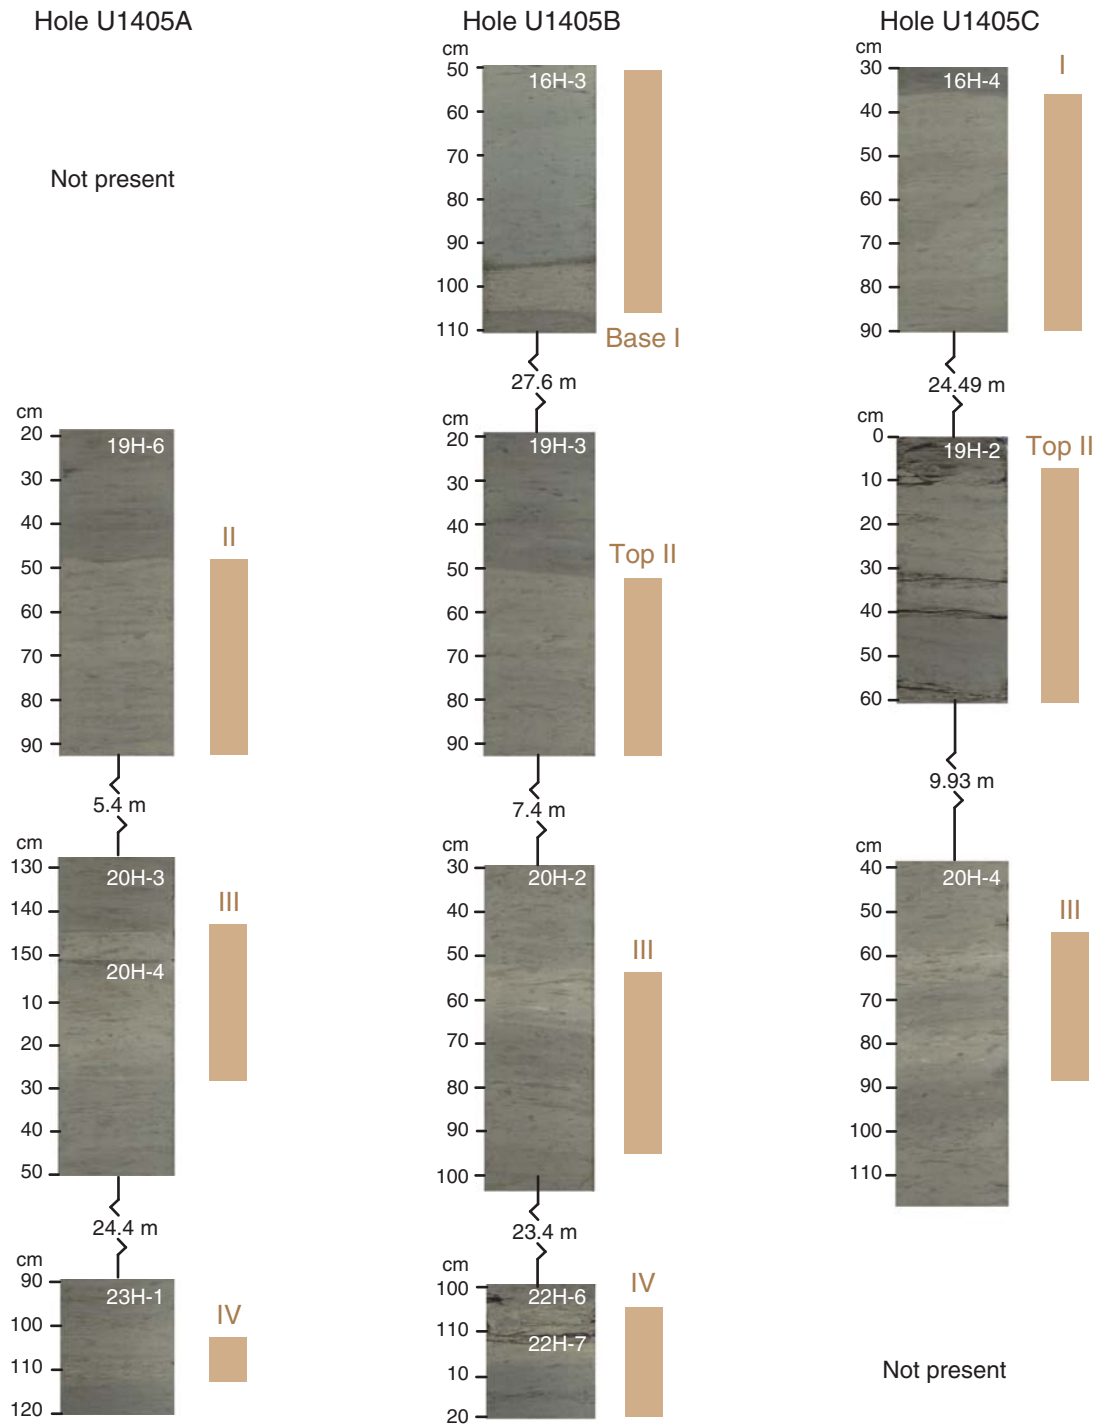 Hole U1405A
Hole U1405B
Hole U1405C
Not present
cm
50
60
70
80
90
100
110
16H-3
Base I
27.6 m
30
40
50
60
70
80
90
cm
16H-4
I
24.49 m
cm
20
30
40
50
60
70
80
90
19H-6
II
5.4 m
cm
20
30
40
50
60
70
80
90
19H-3
Top II
7.4 m
0
10
20
30
40
50
60
cm
19H-2
Top II
9.93 m
cm
130
140
150
10
20
30
40
50
20H-3
20H-4
III
24.4 m
cm
30
40
50
60
70
80
90
100
20H-2
III
23.4 m
cm
40
50
60
70
80
90
100
110
20H-4
III
cm
90
100
110
120
23H-1
IV
cm
100
110
10
20
22H-6
22H-7
IV
Not present